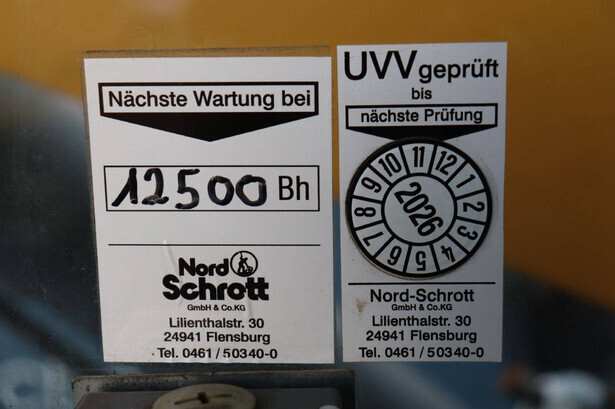 Nächste Wartung bei
12500 Bh
Nord
Schrott
GmbH & Co.KG
Lilienthalstr. 30
24941 Flensburg
Tel. 0461/50340-0
UVV geprüft
bis
nächste Prüfung
1 2 3 4 5 6 7 8 9 10 11 12
2026
Nord-Schrott
GmbH & Co.KG
Lilienthalstr. 30
24941 Flensburg
Tel. 0461/50340-0